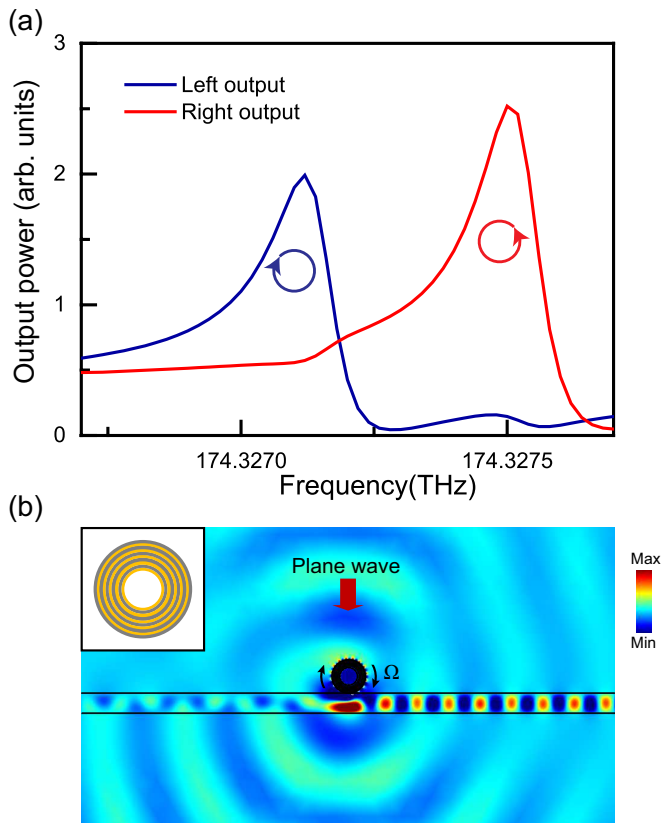 (a)
3
2
1
0
Output power (arb. units)
Left output
Right output
174.3270
174.3275
Frequency(THz)
(b)
Plane wave
Ω
Max
Min